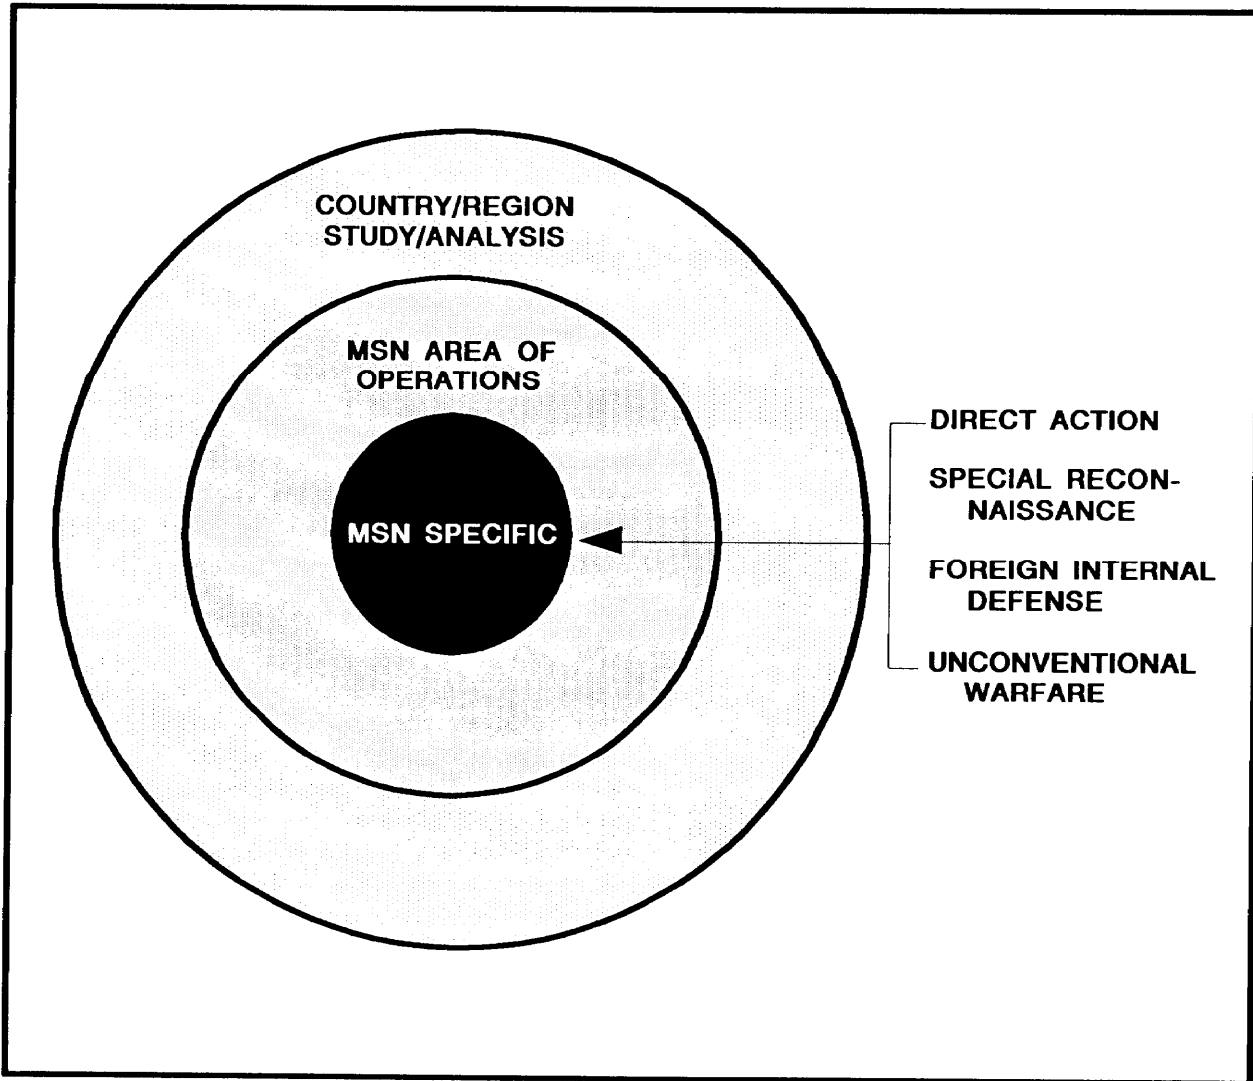 COUNTRY/REGION
STUDY/ANALYSIS
MSN AREA OF
OPERATIONS
MSN SPECIFIC
DIRECT ACTION
SPECIAL RECON-
NAISSANCE
FOREIGN INTERNAL
DEFENSE
UNCONVENTIONAL
WARFARE